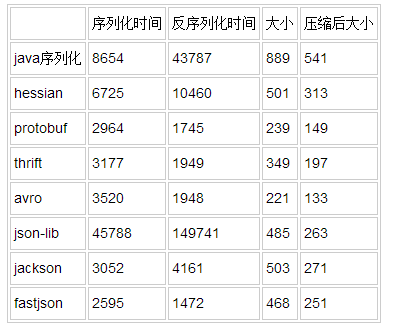 序列化时间 反序列化时间 大小 压缩后大小
java序列化 8654 43787 889 541
hessian 6725 10460 501 313
protobuf 2964 1745 239 149
thrift 3177 1949 349 197
avro 3520 1948 221 133
json-lib 45788 149741 485 263
jackson 3052 4161 503 271
fastjson 2595 1472 468 251